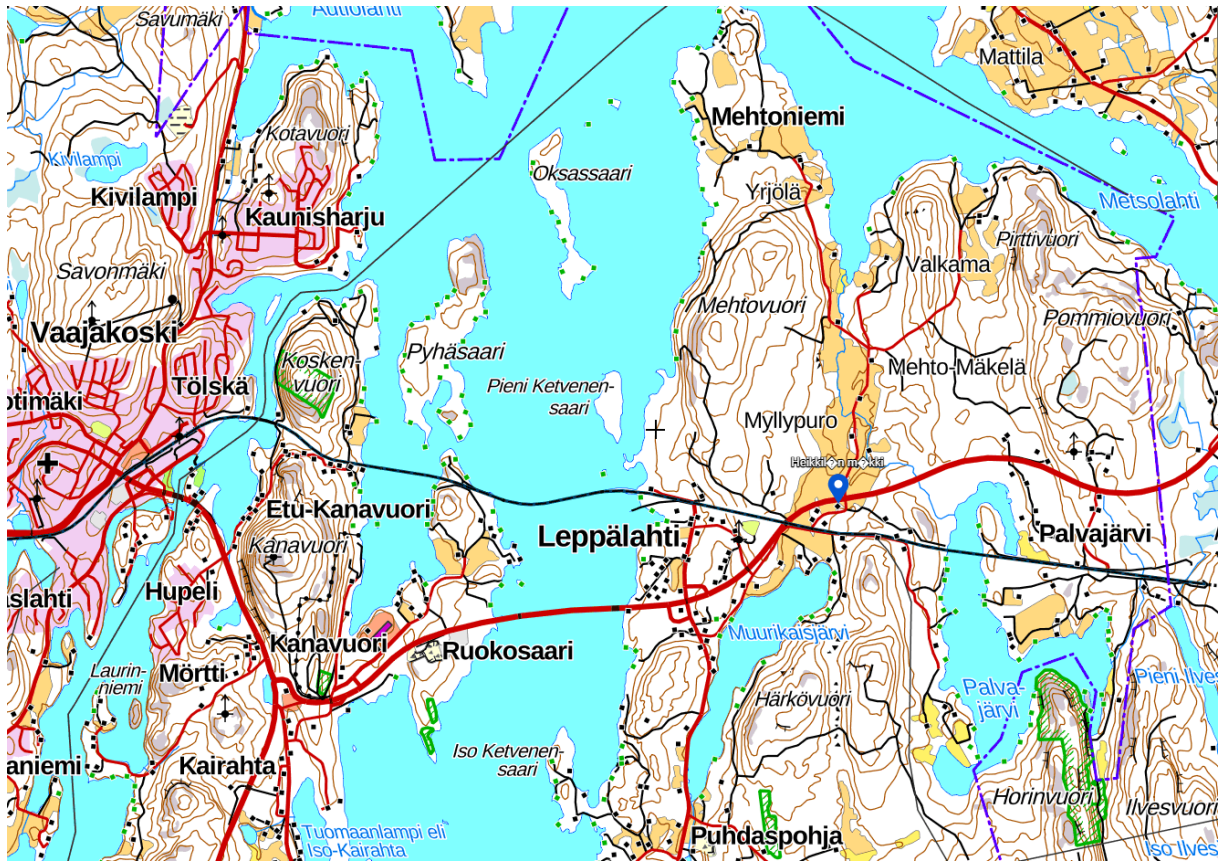 Savumäki
Autiolahti
Mattila
Mehtoniemi
Kotavuori
Kivilampi
Oksassaari
Kivilampi
Yrjölä
Metsolahti
Kaunisharju
Pirttivuori
Savonmäki
Valkama
Mehtovuori
Pommiovuori
Vaajakoski
Pyhäsaari
Kosken-
vuori
Mehto-Mäkelä
Tölskä
Pieni Ketvenen-
saari
otimäki
Myllypuro
Heikkil�n m�kki
Etu-Kanavuori
Leppälahti
Palvajärvi
Kanavuori
Hupeli
aslahti
Muurikaisjärvi
Kanavuori
Ruokosaari
Laurin-
niemi
Mörtti
Härkövuori
Palva-
järvi
Pieni Ilves
Iso Ketvenen-
saari
aniemi
Kairahta
Horinvuori
Ilvesvuori
Tuomaanlampi eli
Iso-Kairahta
Puhdaspohja
Iso Ilves